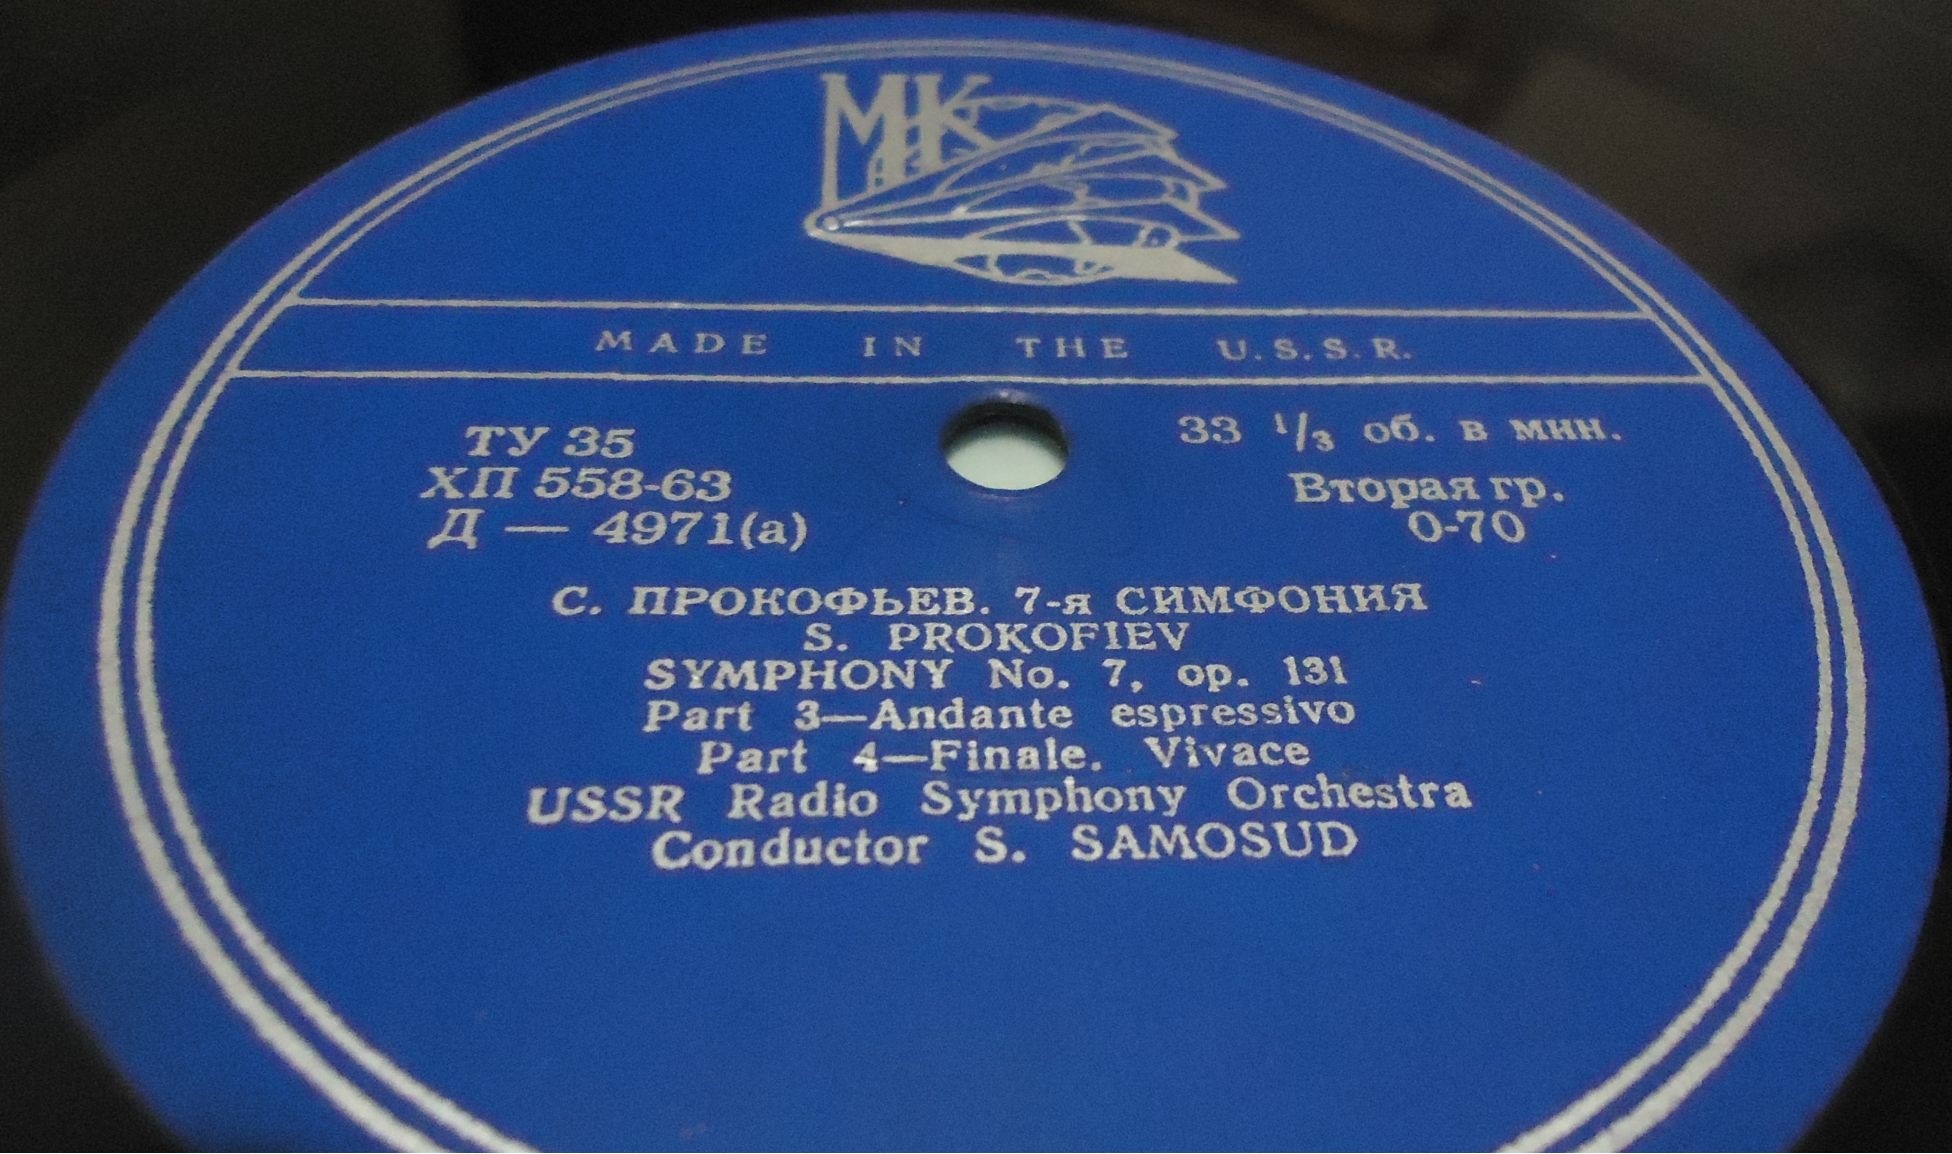 МК
MADE IN THE U.S.S.R.
ТУ 35
ХП 558-63
Д — 4971(а)
33 1/3 об. в мин.
Вторая гр.
0-70
С. ПРОКОФЬЕВ. 7-я СИМФОНИЯ
S. PROKOFIEV
SYMPHONY No. 7, op. 131
Part 3—Andante espressivo
Part 4—Finale. Vivace
USSR Radio Symphony Orchestra
Conductor S. SAMOSUD